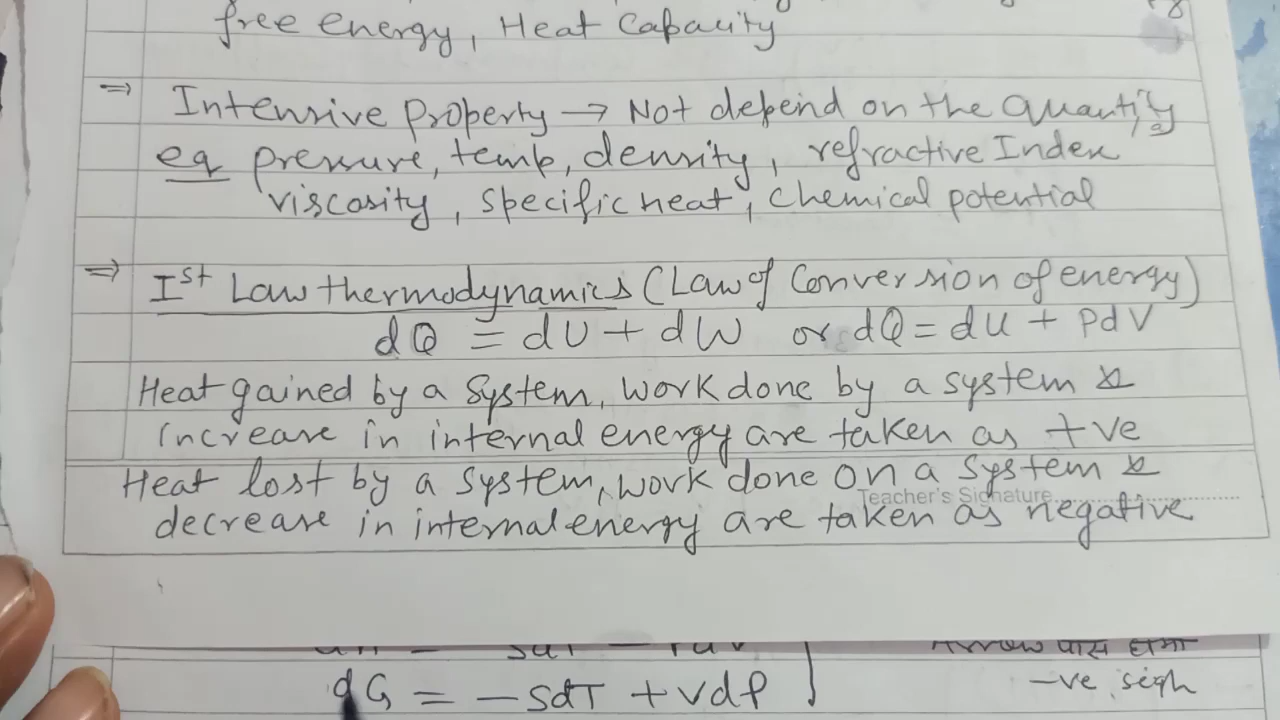 free energy, Heat Capacity
⇒ Intensive Property → Not depend on the Quantity
eg pressure, temp, density, refractive Index
viscosity, specific heat, chemical potential
⇒ Ist Law thermodynamics (Law of Conversion of energy)
dQ = dU + dW or dQ = dU + PdV
Heat gained by a System, work done by a system &
increase in internal energy are taken as +ve
Heat lost by a system, work done on a system &
Teacher's Signature
decrease in internal energy are taken as negative
dG = -SdT + VdP
-ve sign